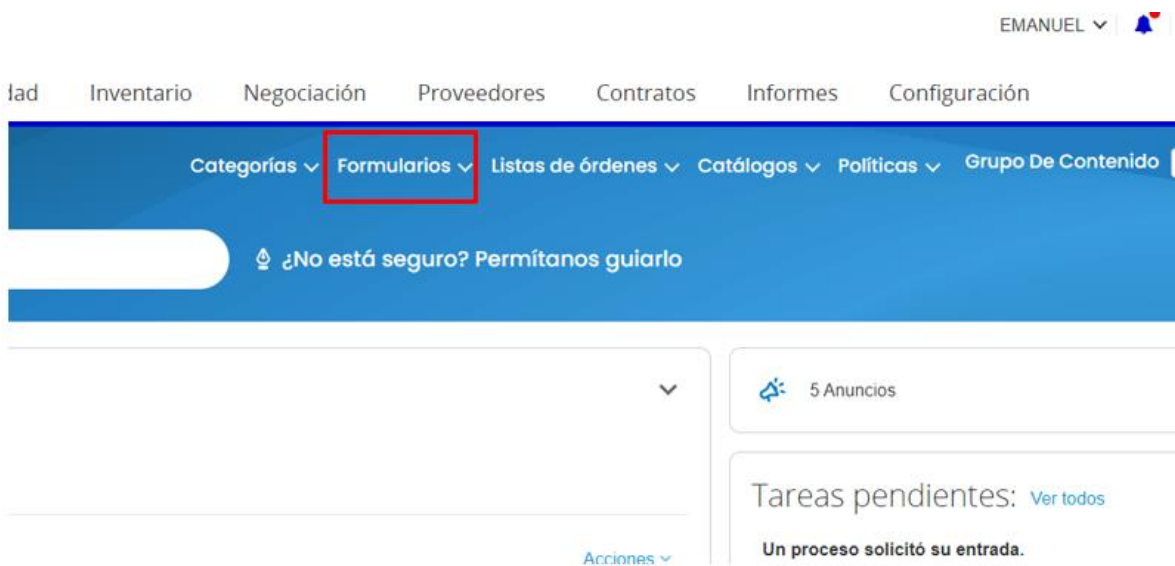 EMANUEL
dad Inventario Negociación Proveedores Contratos Informes Configuración
Categorías Formularios Listas de órdenes Catálogos Políticas Grupo De Contenido
¿No está seguro? Permítanos guiarlo
5 Anuncios
Tareas pendientes: Ver todos
Un proceso solicitó su entrada.
Acciones